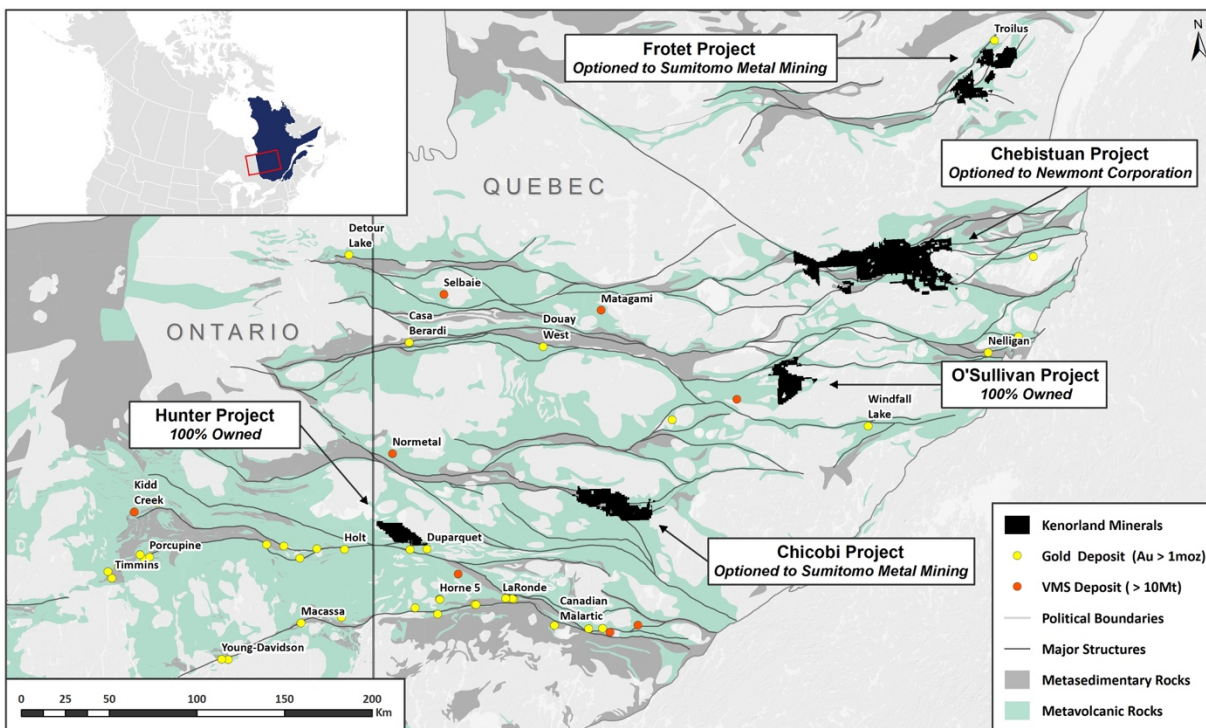 Troilus
N
Frotet Project
Optioned to Sumitomo Metal Mining
Chebistuan Project
Optioned to Newmont Corporation
QUEBEC
Detour
Lake
Selbaie
Matagami
ONTARIO
Casa
Berardi
Douay
West
Nelligan
O'Sullivan Project
100% Owned
Hunter Project
100% Owned
Windfall
Lake
Normetal
Kidd
Creek
Porcupine
Holt
Duparquet
Timmins
Chicobi Project
Optioned to Sumitomo Metal Mining
Horne 5
LaRonde
Macassa
Canadian
Malartic
Young-Davidson
Kenorland Minerals
Gold Deposit (Au > 1moz)
VMS Deposit ( > 10Mt)
Political Boundaries
Major Structures
Metasedimentary Rocks
Metavolcanic Rocks
0 25 50 100 150 200
Km